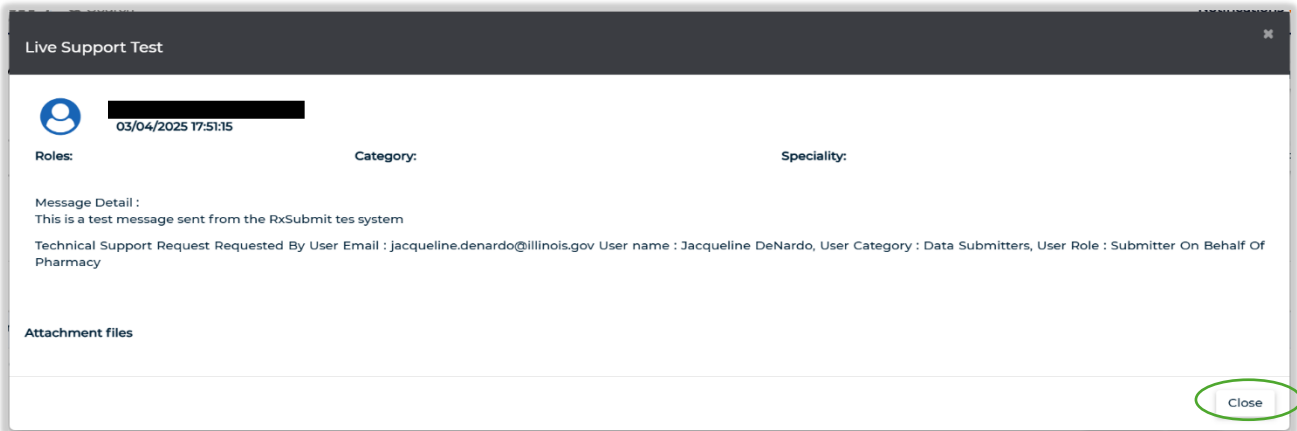 Live Support Test
03/04/2025 17:51:15
Roles: Category: Speciality:
Message Detail :
This is a test message sent from the RxSubmit tes system
Technical Support Request Requested By User Email : jacqueline.denardo@illinois.gov User name : Jacqueline DeNardo, User Category : Data Submitters, User Role : Submitter On Behalf Of
Pharmacy
Attachment files
Close